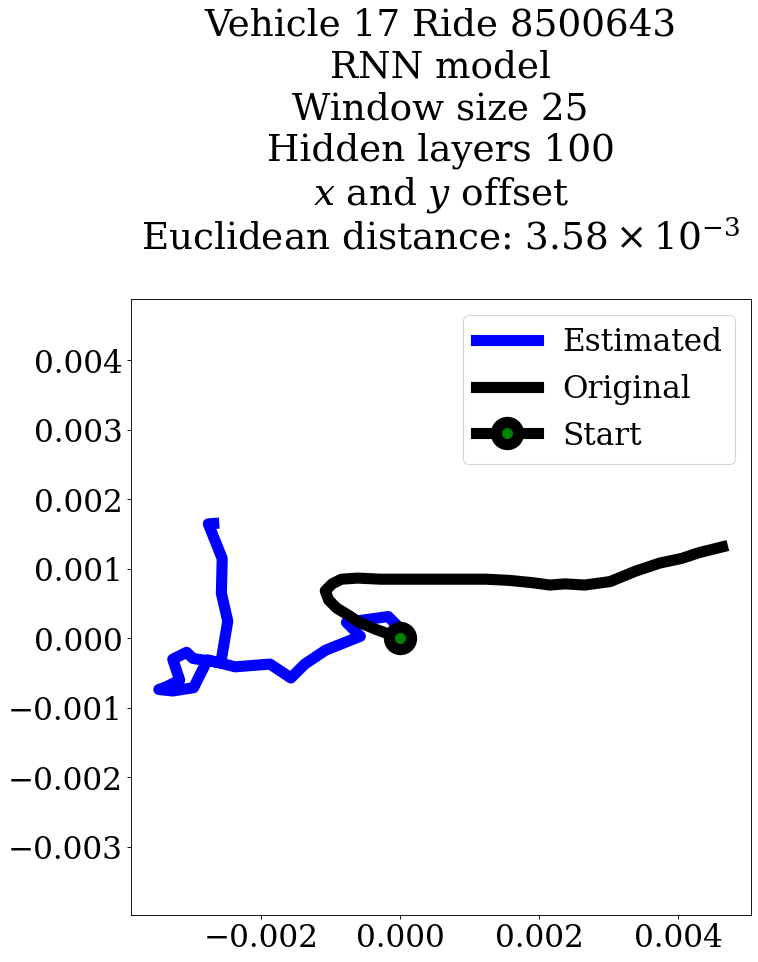 Vehicle 17 Ride 8500643
RNN model
Window size 25
Hidden layers 100
x and y offset
Euclidean distance: 3.58 × 10⁻³
Estimated
Original
Start
0.004
0.003
0.002
0.001
0.000
−0.001
−0.002
−0.003
−0.002 0.000 0.002 0.004